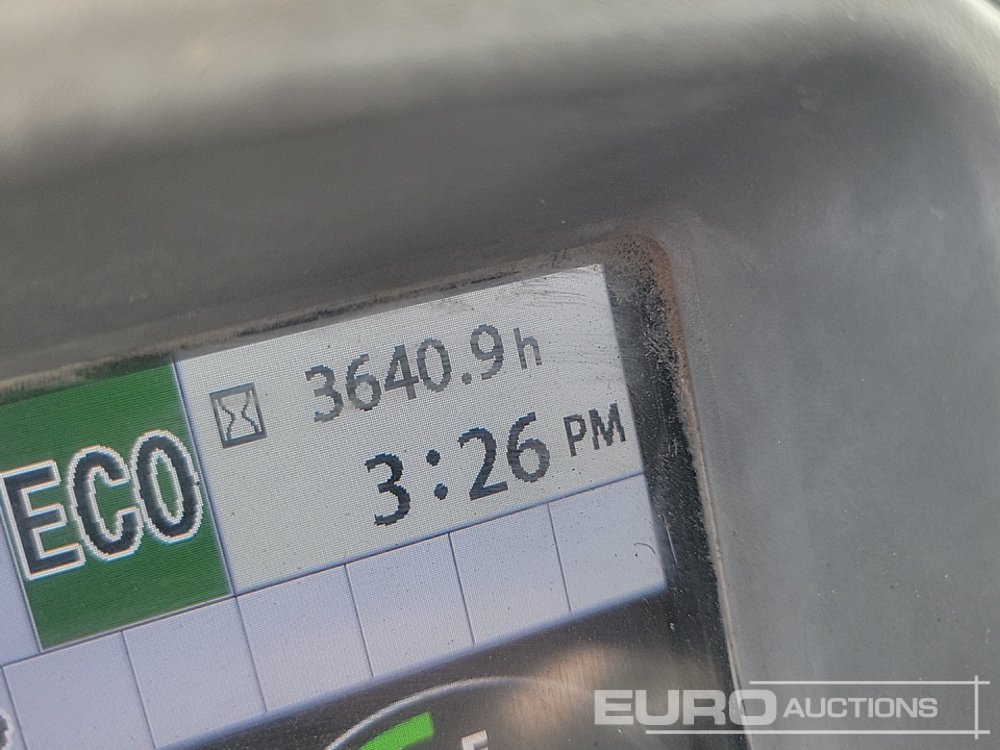 3640.9h
ECO
3:26 PM
EURO AUCTIONS